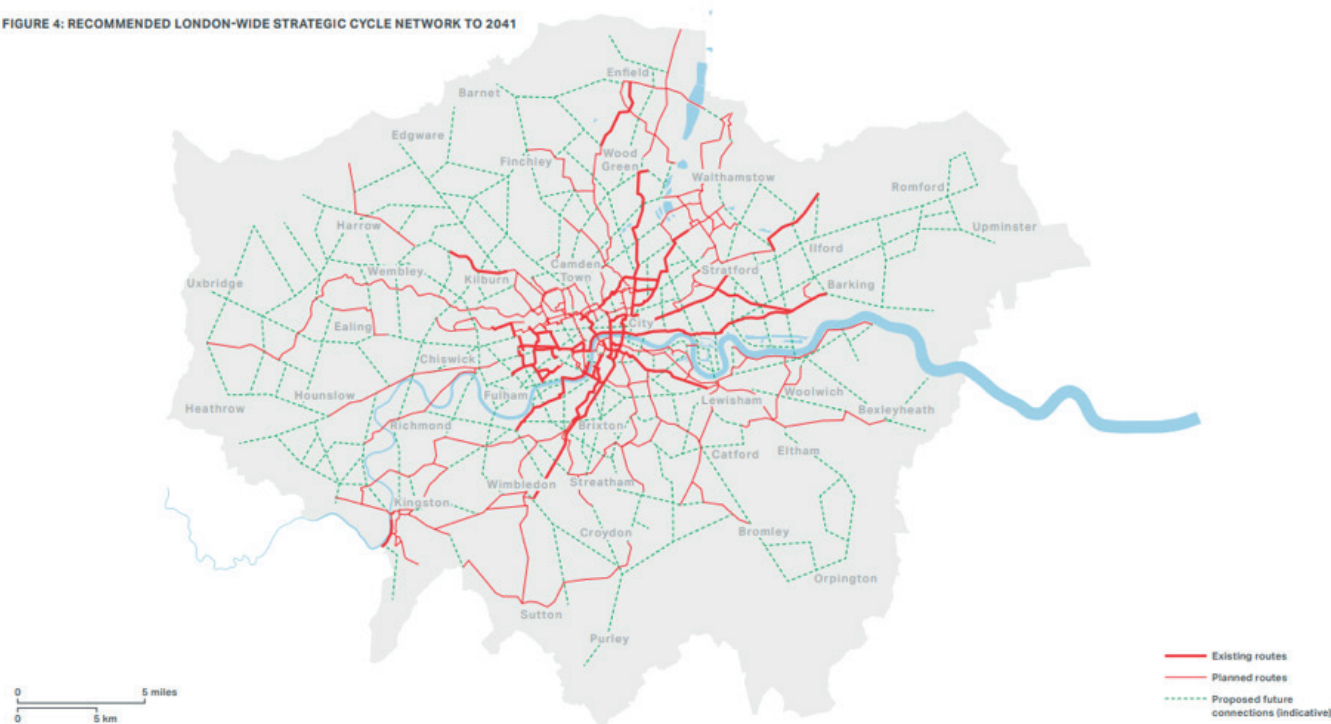 FIGURE 4: RECOMMENDED LONDON-WIDE STRATEGIC CYCLE NETWORK TO 2041
Enfield
Barnet
Edgware
Wood
Green
Finchley
Walthamstow
Romford
Harrow
Upminster
Ilford
Camden
Town
Wembley
Kilburn
Stratford
Uxbridge
Barking
Ealing
City
Chiswick
Hounslow
Fulham
Lewisham
Woolwich
Heathrow
Bexleyheath
Richmond
Brixton
Catford
Eltham
Wimbledon
Streatham
Kingston
Croydon
Bromley
Orpington
Sutton
Purley
Existing routes
Planned routes
Proposed future
connections (indicative)
0 5 miles
0 5 km